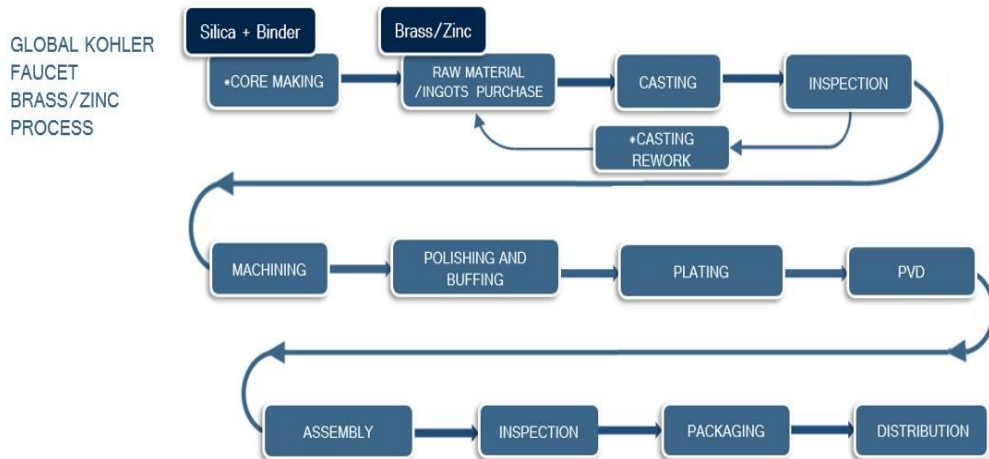 GLOBAL KOHLER
FAUCET
BRASS/ZINC
PROCESS
Silica + Binder
*CORE MAKING
Brass/Zinc
RAW MATERIAL
/INGOTS PURCHASE
CASTING
INSPECTION
*CASTING
REWORK
MACHINING
POLISHING AND
BUFFING
PLATING
PVD
ASSEMBLY
INSPECTION
PACKAGING
DISTRIBUTION